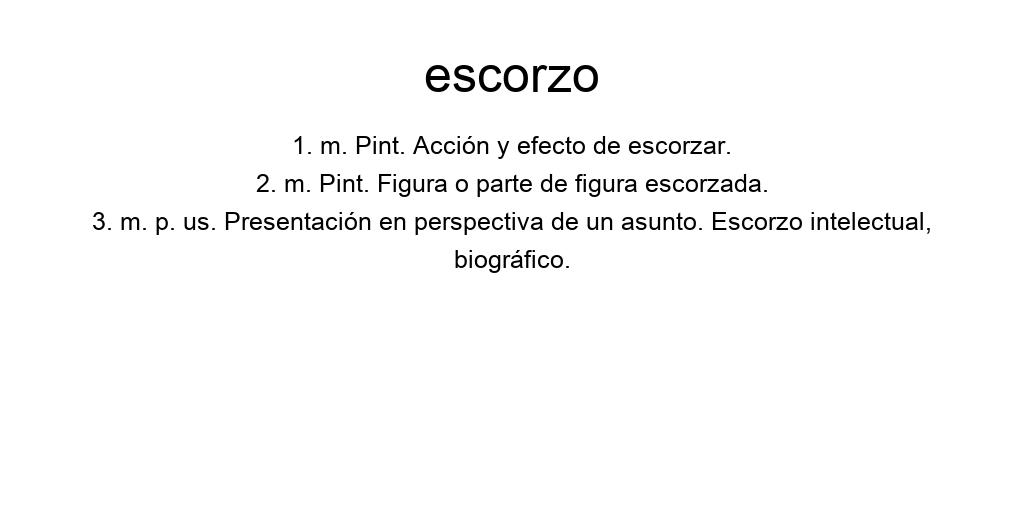 escorzo
1. m. Pint. Acción y efecto de escorzar.
2. m. Pint. Figura o parte de figura escorzada.
3. m. p. us. Presentación en perspectiva de un asunto. Escorzo intelectual,
biográfico.